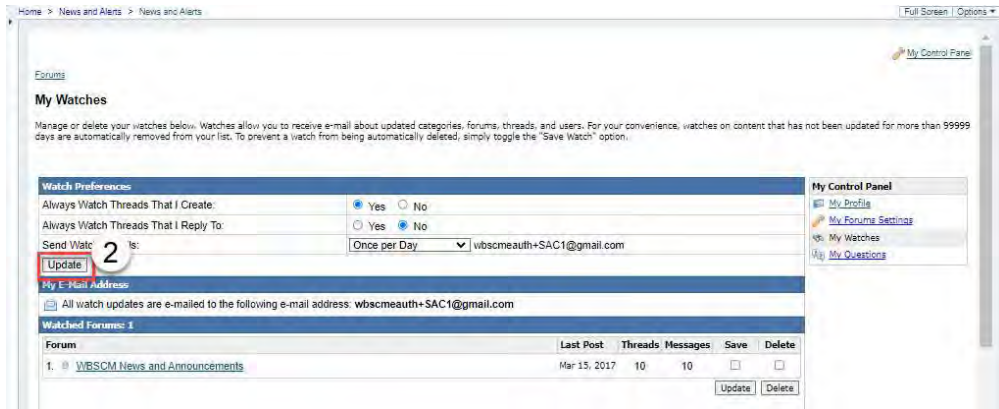 Home > News and Alerts > News and Alerts
Full Screen | Options
My Control Panel
Forums
My Watches
Manage or delete your watches below. Watches allow you to receive e-mail about updated categories, forums, threads, and users. For your convenience, watches on content that has not been updated for more than 99999
days are automatically removed from your list. To prevent a watch from being automatically deleted, simply toggle the "Save Watch" option.
Watch Preferences
Always Watch Threads That I Create: Yes No
Always Watch Threads That I Reply To: Yes No
Send Watch ls: Once per Day wbscmeauth+SAC1@gmail.com
Update 2
My E-Mail Address
All watch updates are e-mailed to the following e-mail address: wbscmeauth+SAC1@gmail.com
Watched Forums: 1
Forum Last Post Threads Messages Save Delete
1. WBSCM News and Announcements Mar 15, 2017 10 10
Update Delete
My Control Panel
My Profile
My Forums Settings
My Watches
My Questions